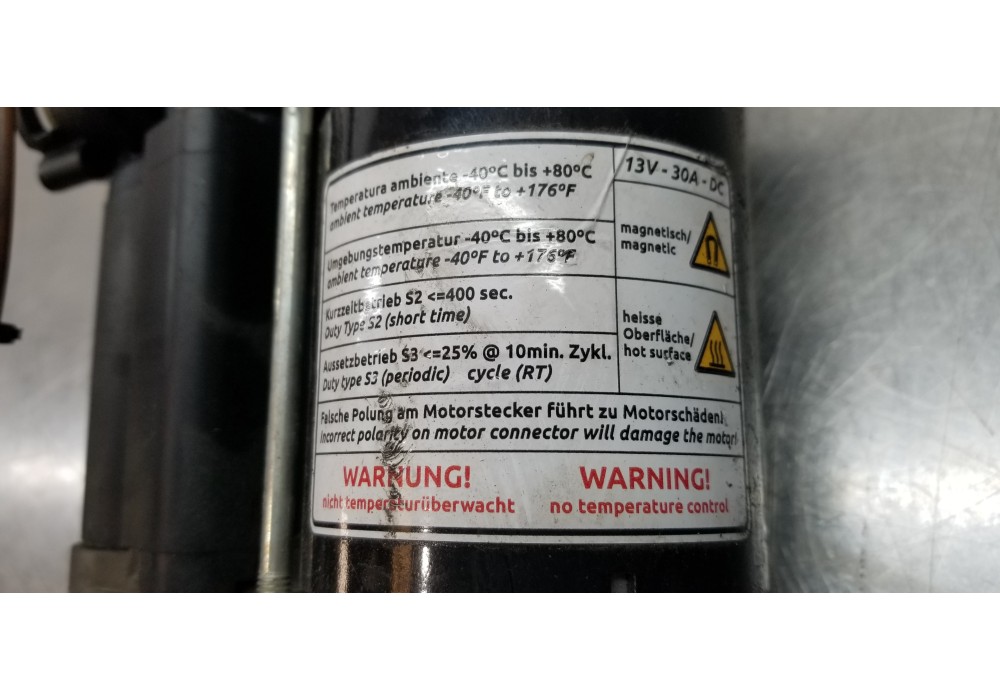 Temperatura ambiente -40°C bis +80°C
ambient temperature -40°F to +176°F
13V - 30A - DC
Umgebungstemperatur -40°C bis +80°C
ambient temperature -40°F to +176°F
magnetisch/
magnetic
Kurzzeitbetrieb S2 <=400 sec.
Duty Type S2 (short time)
Aussetzbetrieb S3 <=25% @ 10min. Zykl.
Duty type S3 (periodic) cycle (RT)
heisse
Oberfläche/
hot surface
Falsche Polung am Motorstecker führt zu Motorschäden!
Incorrect polarity on motor connector will damage the motor!
WARNUNG!
nicht temperaturüberwacht
WARNING!
no temperature control